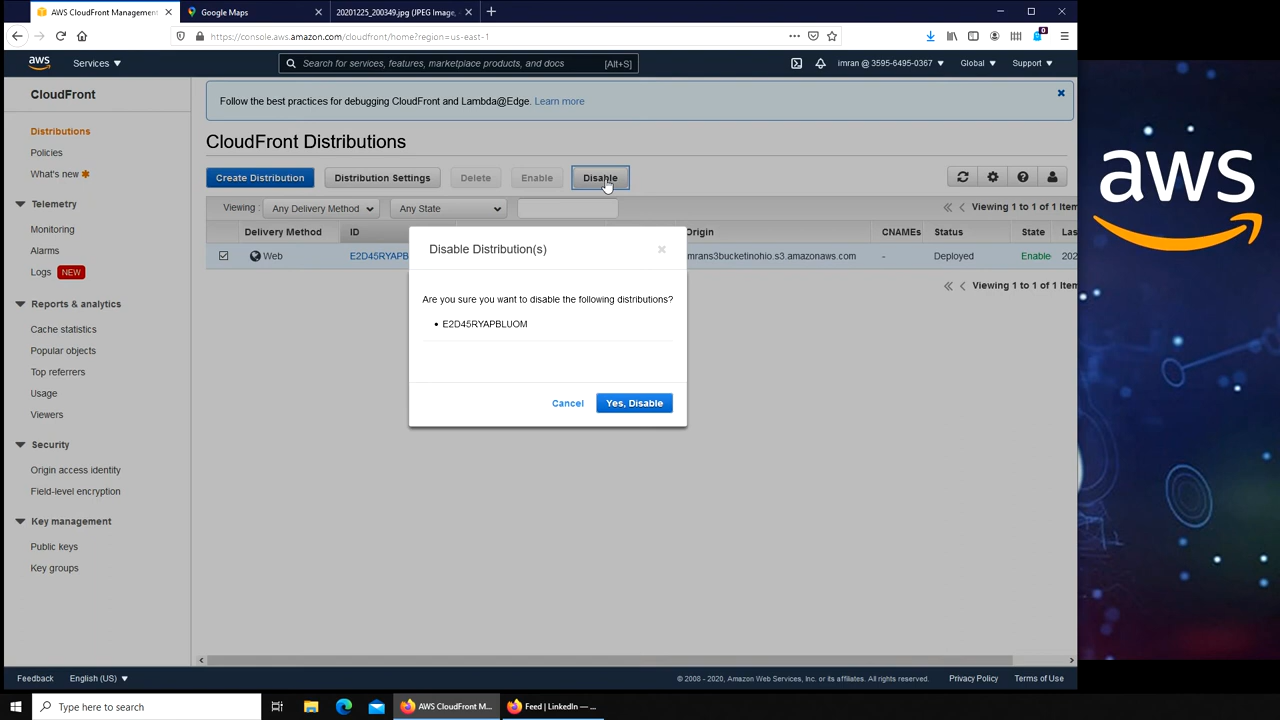 AWS CloudFront Management
Google Maps
20201225_200349.jpg (JPEG Image,
https://console.aws.amazon.com/cloudfront/home?region=us-east-1
0
aws
Services
Search for services, features, marketplace products, and docs
[Alt+S]
imran @ 3595-6495-0367
Global
Support
CloudFront
Distributions
Policies
What's new
Telemetry
Monitoring
Alarms
Logs NEW
Reports & analytics
Cache statistics
Popular objects
Top referrers
Usage
Viewers
Security
Origin access identity
Field-level encryption
Key management
Public keys
Key groups
Follow the best practices for debugging CloudFront and Lambda@Edge. Learn more
CloudFront Distributions
Create Distribution
Distribution Settings
Delete
Enable
Disable
Viewing :
Any Delivery Method
Any State
Viewing 1 to 1 of 1 Item
Delivery Method
ID
Origin
CNAMEs
Status
State
Las
Web
E2D45RYAPB
mrans3bucketinohio.s3.amazonaws.com
-
Deployed
Enable
202
Viewing 1 to 1 of 1 Item
Disable Distribution(s)
Are you sure you want to disable the following distributions?
• E2D45RYAPBLUOM
Cancel
Yes, Disable
Feedback
English (US)
© 2008 - 2020, Amazon Web Services, Inc. or its affiliates. All rights reserved.
Privacy Policy
Terms of Use
Type here to search
AWS CloudFront M...
Feed | LinkedIn — ...
aws